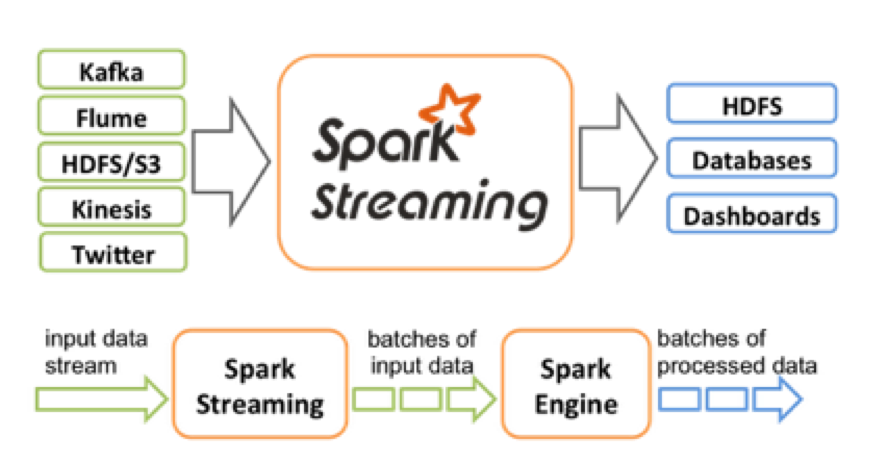 Kafka
Flume
HDFS/S3
Kinesis
Twitter
Spark
Streaming
HDFS
Databases
Dashboards
input data
stream
Spark
Streaming
batches of
input data
Spark
Engine
batches of
processed data